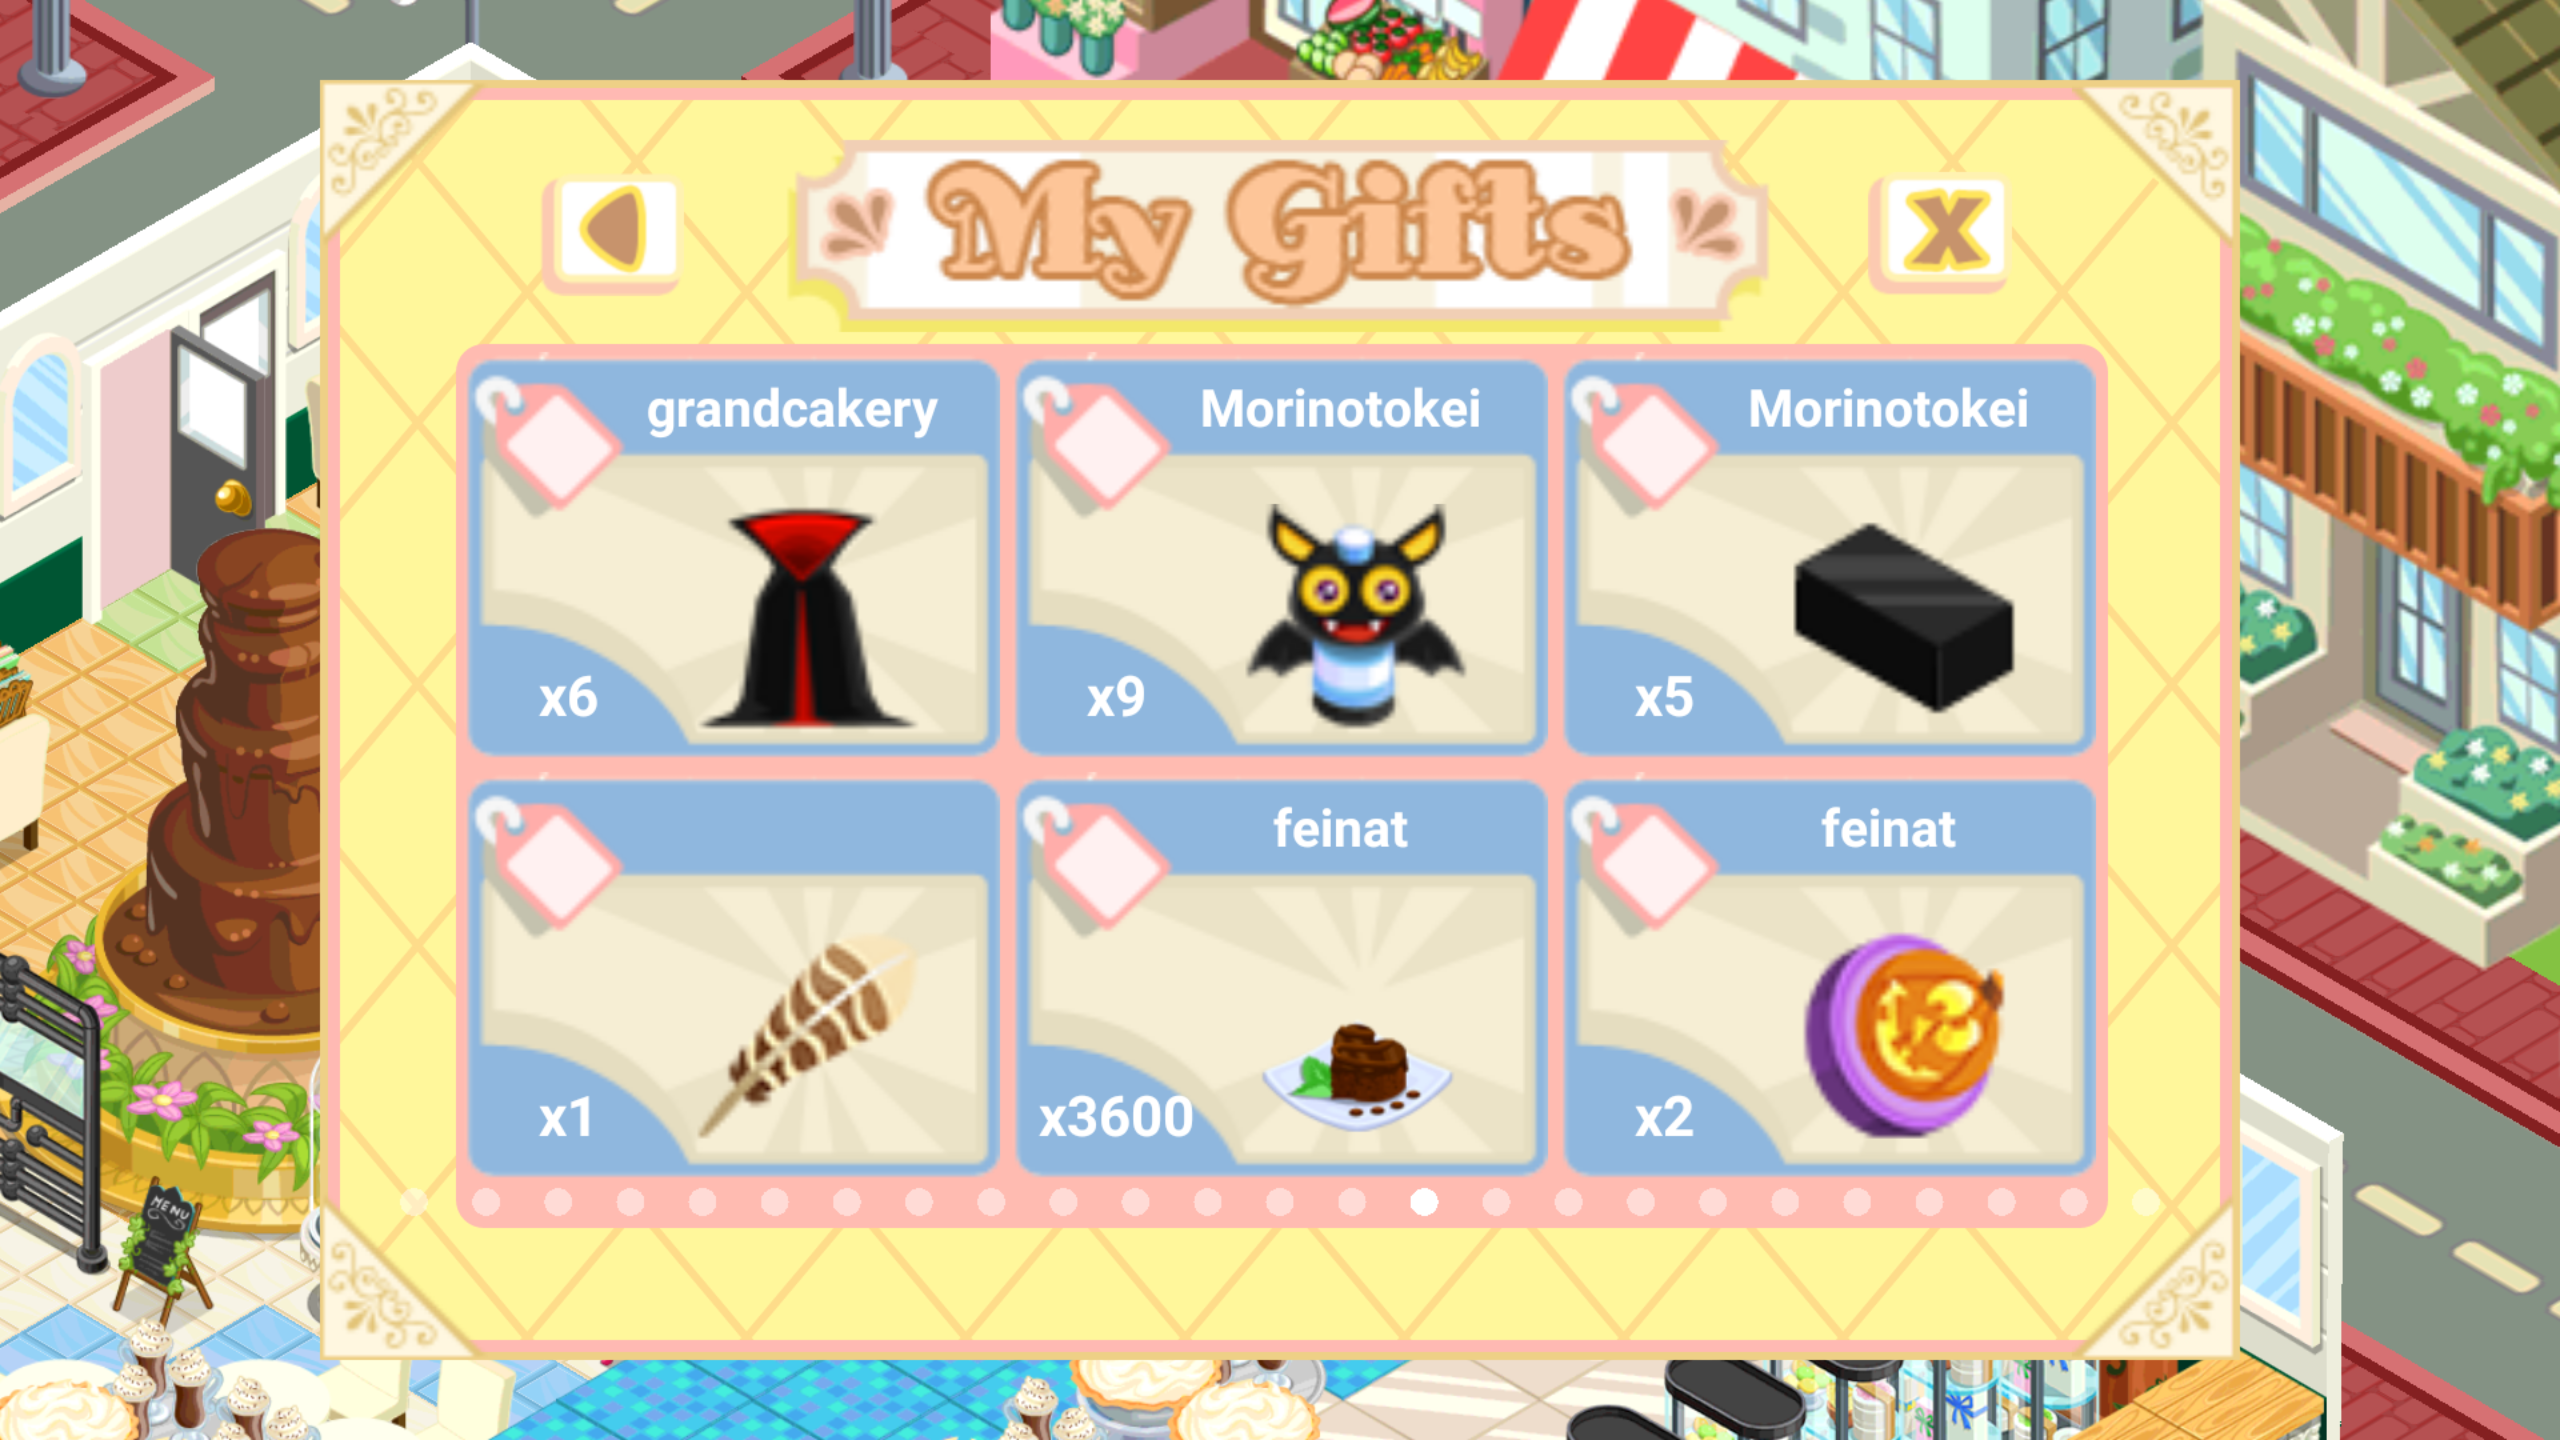 My Gifts
X
grandcakery
x6
Morinotokei
x9
Morinotokei
x5
x1
feinat
x3600
feinat
x2
MENU